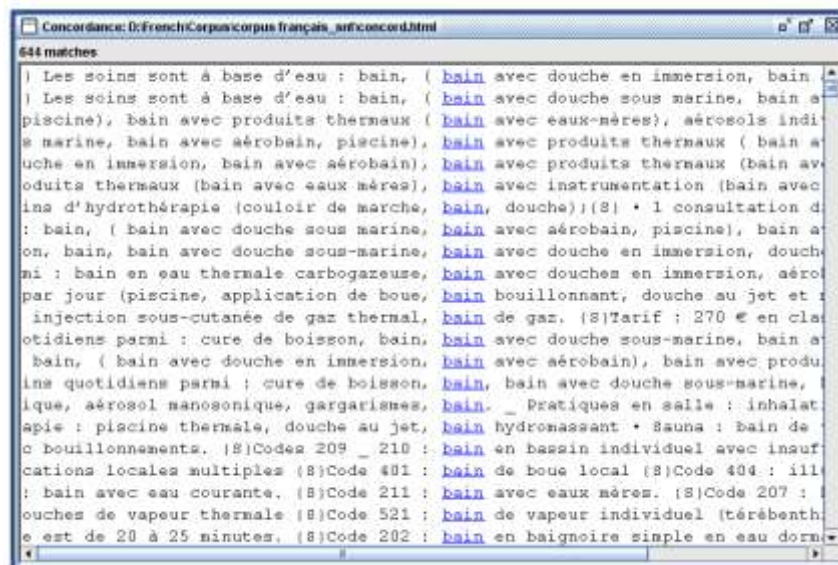 Concordance: D:\French\Corpus\corpus français_snt\concord.html
644 matches
) Les soins sont à base d'eau : bain, ( bain avec douche en immersion, bain
) Les soins sont à base d'eau : bain, ( bain avec douche sous marine, bain a
piscine), bain avec produits thermaux ( bain avec eaux-mères), aérosols indi
s marine, bain avec aérobain, piscine), bain avec produits thermaux ( bain a
uche en immersion, bain avec aérobain), bain avec produits thermaux (bain av
oduits thermaux (bain avec eaux mères), bain avec instrumentation (bain avec
ins d'hydrothérapie (couloir de marche, bain, douche)){S} • 1 consultation d
: bain, ( bain avec douche sous marine, bain avec aérobain, piscine), bain a
on, bain, bain avec douche sous-marine, bain avec douche en immersion, douch
mi : bain en eau thermale carbogazeuse, bain avec douches en immersion, aéro
par jour (piscine, application de boue, bain bouillonnant, douche au jet et
injection sous-cutanée de gaz thermal, bain de gaz. {S}Tarif : 270 € en cla
otidiens parmi : cure de boisson, bain, bain avec douche sous-marine, bain a
bain, ( bain avec douche en immersion, bain avec aérobain), bain avec produ
ins quotidiens parmi : cure de boisson, bain, bain avec douche sous-marine,
ique, aérosol manosonique, gargarismes, bain. _ Pratiques en salle : inhalat
apie : piscine thermale, douche au jet, bain hydromassant • Sauna : bain de
c bouillonnements. {S}Codes 209 _ 210 : bain en bassin individuel avec insuf
cations locales multiples {S}Code 401 : bain de boue local {S}Code 404 : ill
: bain avec eau courante. {S}Code 211 : bain avec eaux mères. {S}Code 207 :
ouches de vapeur thermale {S}Code 521 : bain de vapeur individuel (térébenth
e est de 20 à 25 minutes. {S}Code 202 : bain en baignoire simple en eau dorm